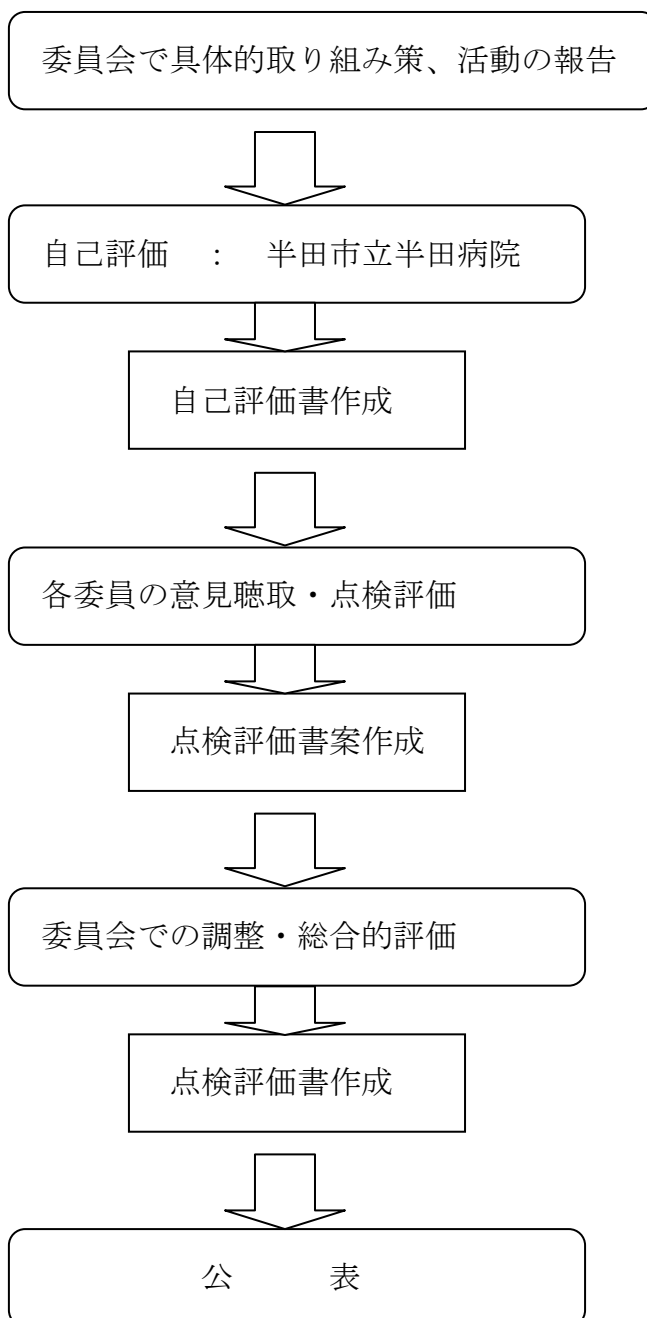 委員会で具体的取り組み策、活動の報告
自己評価 : 半田市立半田病院
自己評価書作成
各委員の意見聴取・点検評価
点検評価書案作成
委員会での調整・総合的評価
点検評価書作成
公 表